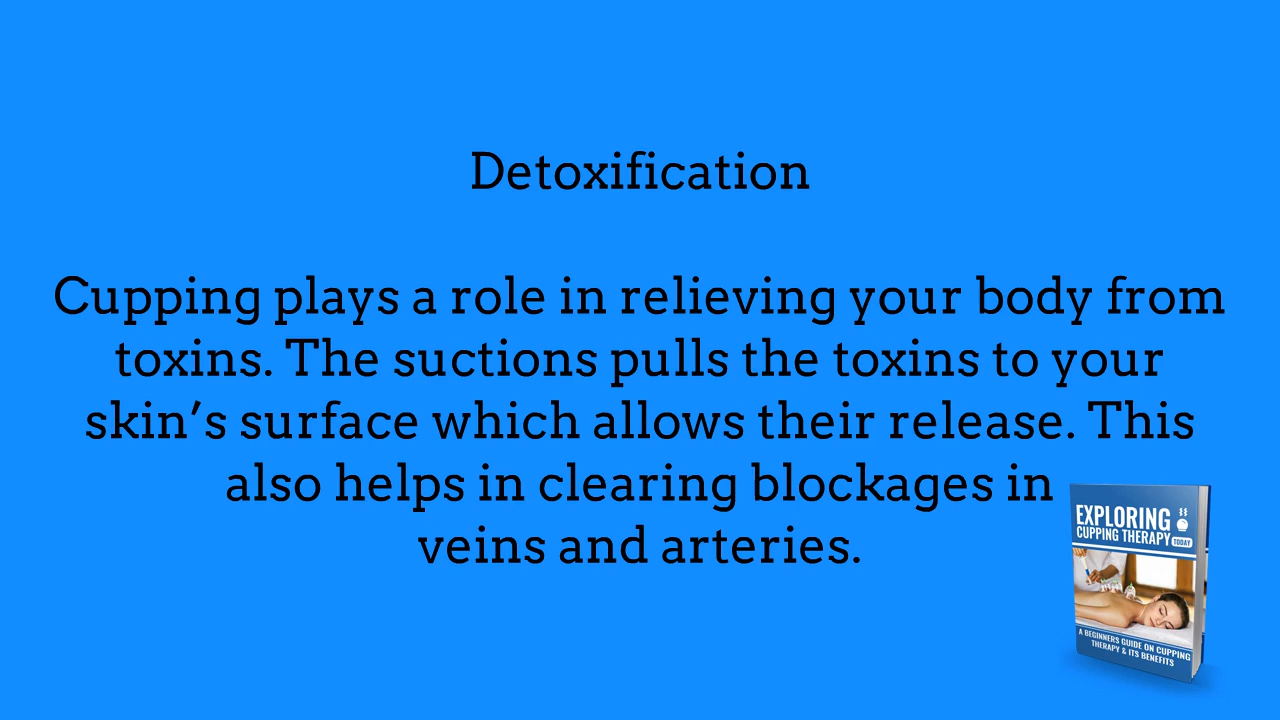 Detoxification
Cupping plays a role in relieving your body from
toxins. The suctions pulls the toxins to your
skin’s surface which allows their release. This
also helps in clearing blockages in
veins and arteries.
EXPLORING
CUPPING THERAPY
TODAY
A BEGINNERS GUIDE ON CUPPING
THERAPY & ITS BENEFITS